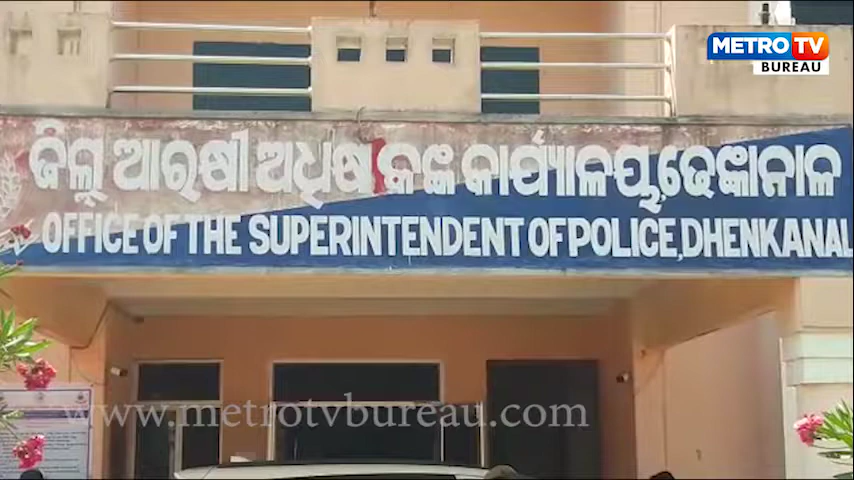 METRO TV
BUREAU
ଜିଲ୍ଲା ଆରକ୍ଷୀ ଅଧିକ୍ଷକଙ୍କ କାର୍ଯ୍ୟାଳୟ,ଢେଙ୍କାନାଳ
OFFICE OF THE SUPERINTENDENT OF POLICE,DHENKANAL
www.metrotvbureau.com